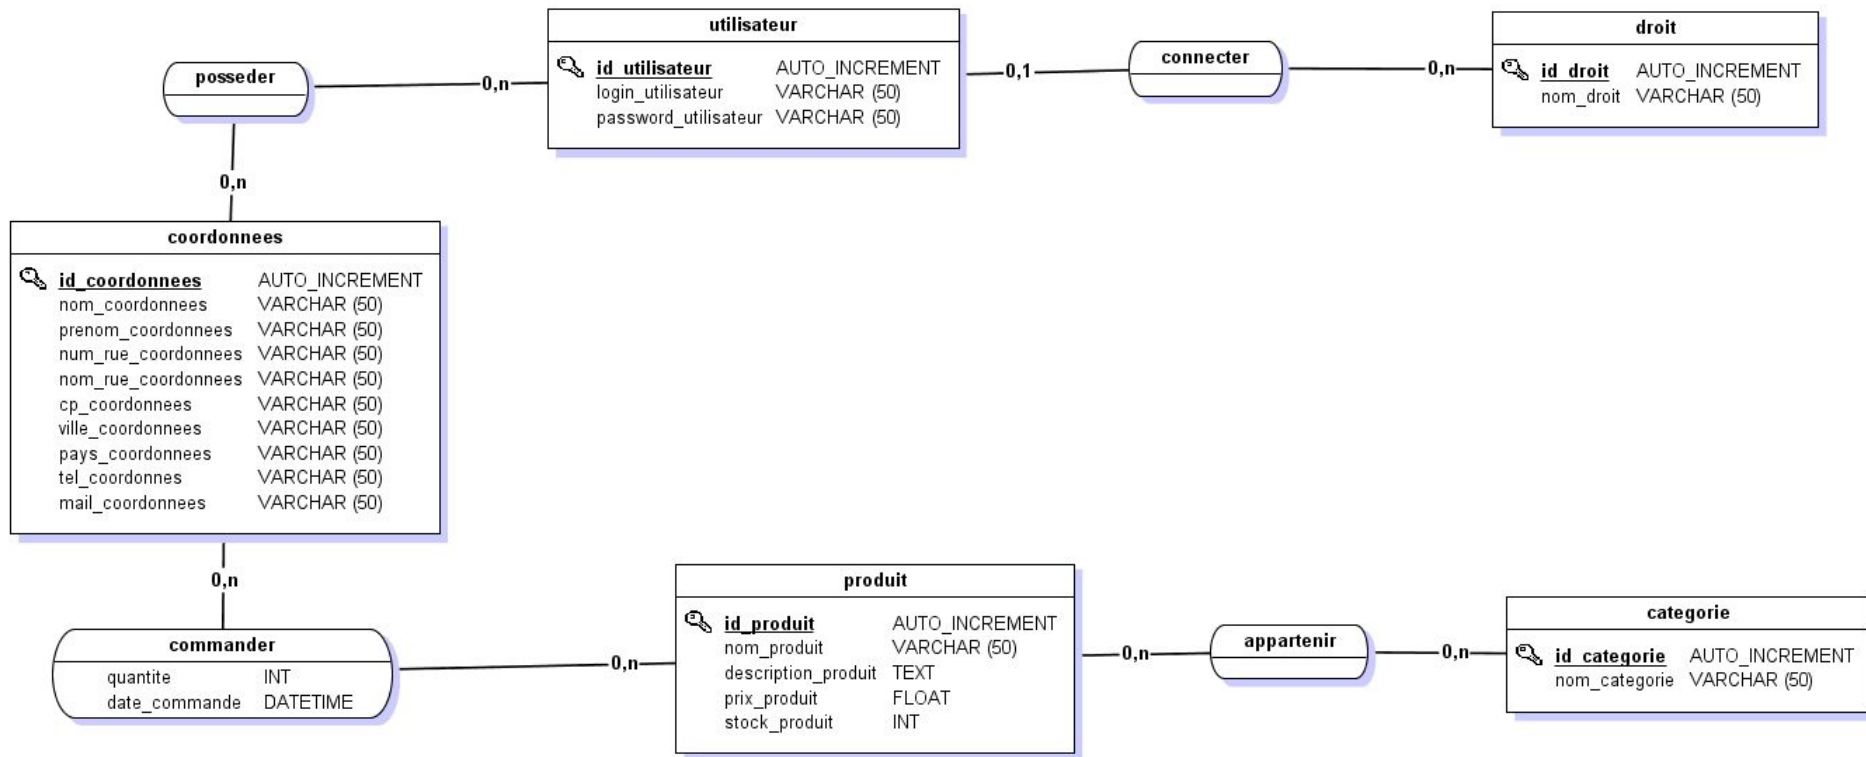 utilisateur
id_utilisateur AUTO_INCREMENT
login_utilisateur VARCHAR (50)
password_utilisateur VARCHAR (50)
droit
id_droit AUTO_INCREMENT
nom_droit VARCHAR (50)
posseder
0,n
0,1
connecter
0,n
0,n
coordonnees
id_coordonnees AUTO_INCREMENT
nom_coordonnees VARCHAR (50)
prenom_coordonnees VARCHAR (50)
num_rue_coordonnees VARCHAR (50)
nom_rue_coordonnees VARCHAR (50)
cp_coordonnees VARCHAR (50)
ville_coordonnees VARCHAR (50)
pays_coordonnees VARCHAR (50)
tel_coordonnes VARCHAR (50)
mail_coordonnees VARCHAR (50)
0,n
commander
quantite INT
date_commande DATETIME
0,n
produit
id_produit AUTO_INCREMENT
nom_produit VARCHAR (50)
description_produit TEXT
prix_produit FLOAT
stock_produit INT
0,n
appartenir
0,n
categorie
id_categorie AUTO_INCREMENT
nom_categorie VARCHAR (50)